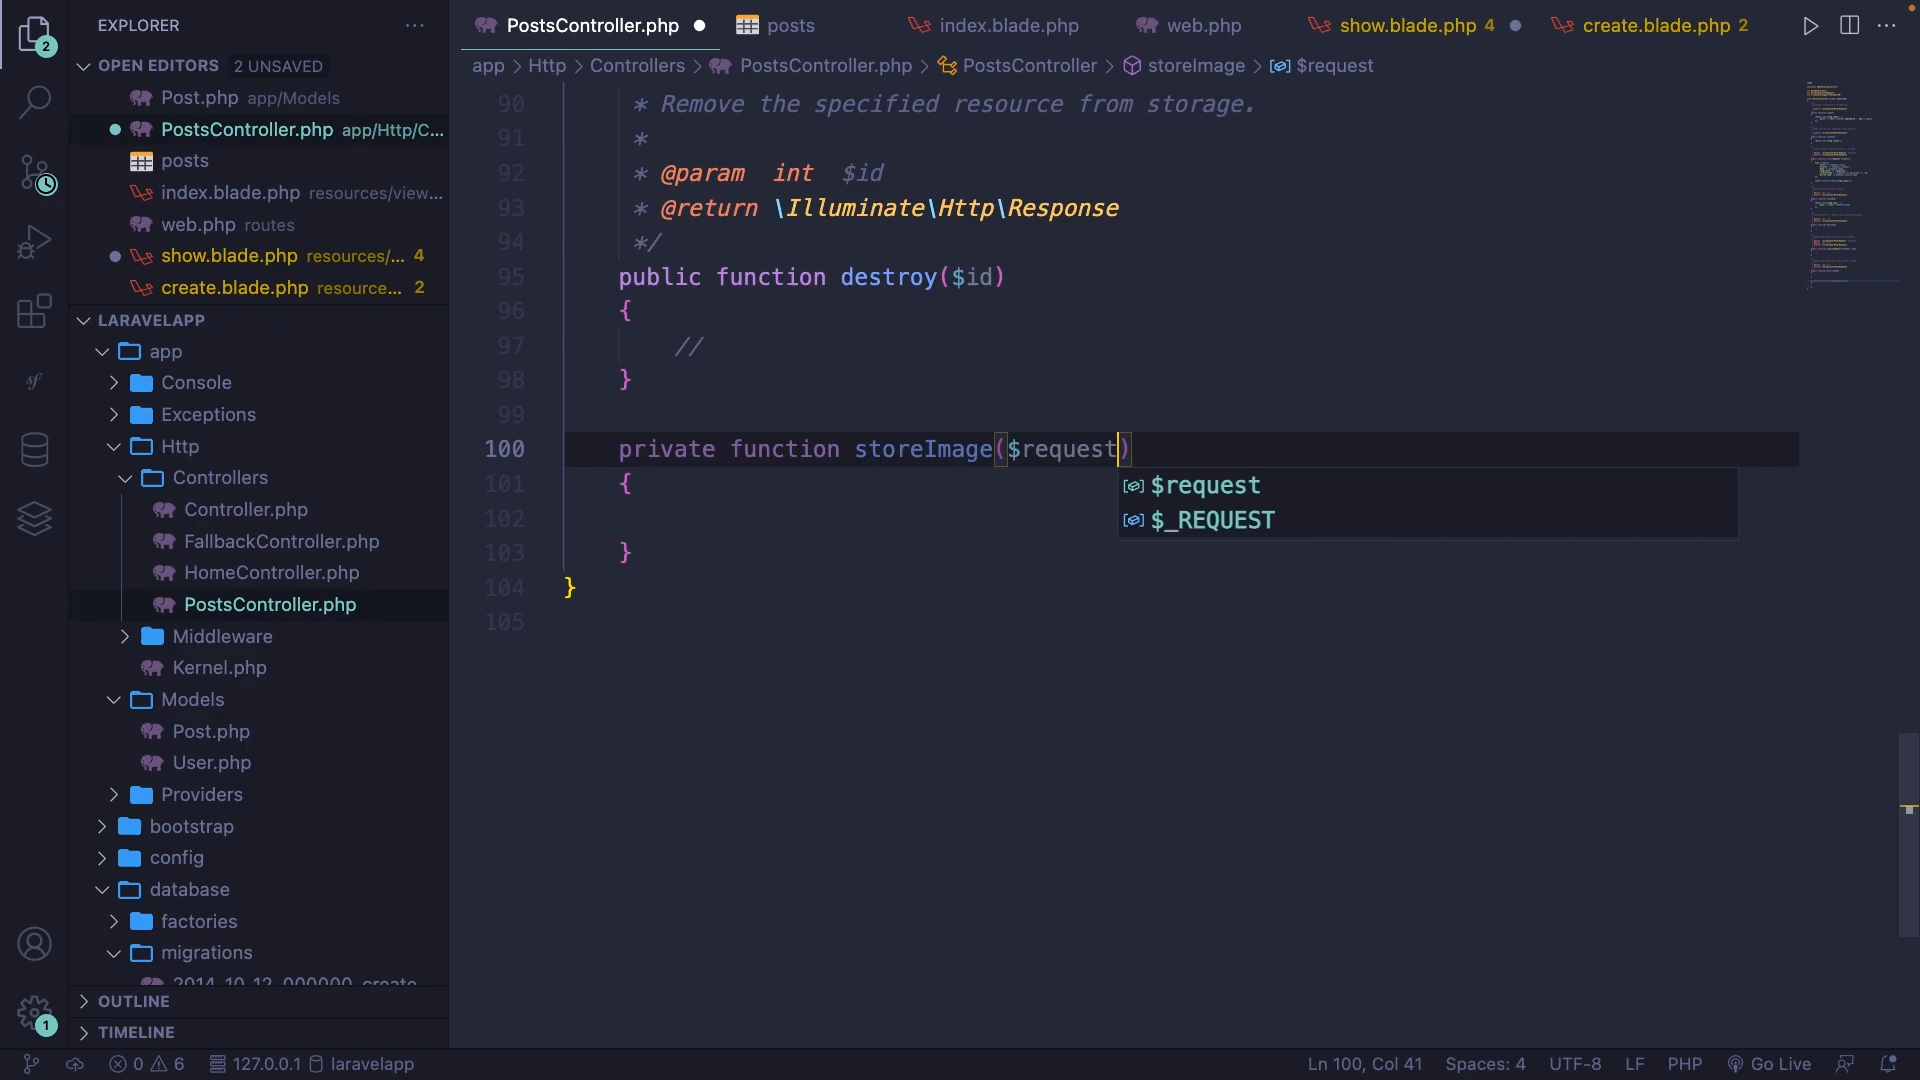 EXPLORER
OPEN EDITORS 2 UNSAVED
Post.php app/Models
PostsController.php app/Http/C...
posts
index.blade.php resources/view...
web.php routes
show.blade.php resources/... 4
create.blade.php resource... 2
LARAVELAPP
app
Console
Exceptions
Http
Controllers
Controller.php
FallbackController.php
HomeController.php
PostsController.php
Middleware
Kernel.php
Models
Post.php
User.php
Providers
bootstrap
config
database
factories
migrations
2014_10_12_000000_create_
OUTLINE
TIMELINE
2
1
PostsController.php posts index.blade.php web.php show.blade.php 4 create.blade.php 2
app > Http > Controllers > PostsController.php > PostsController > storeImage > $request
90 * Remove the specified resource from storage.
91 *
92 * @param int $id
93 * @return \Illuminate\Http\Response
94 */
95 public function destroy($id)
96 {
97 //
98 }
99
100 private function storeImage($request)
101 {
102
103 }
104 }
105
$request
$_REQUEST
0 6 127.0.0.1 laravelapp Ln 100, Col 41 Spaces: 4 UTF-8 LF PHP Go Live